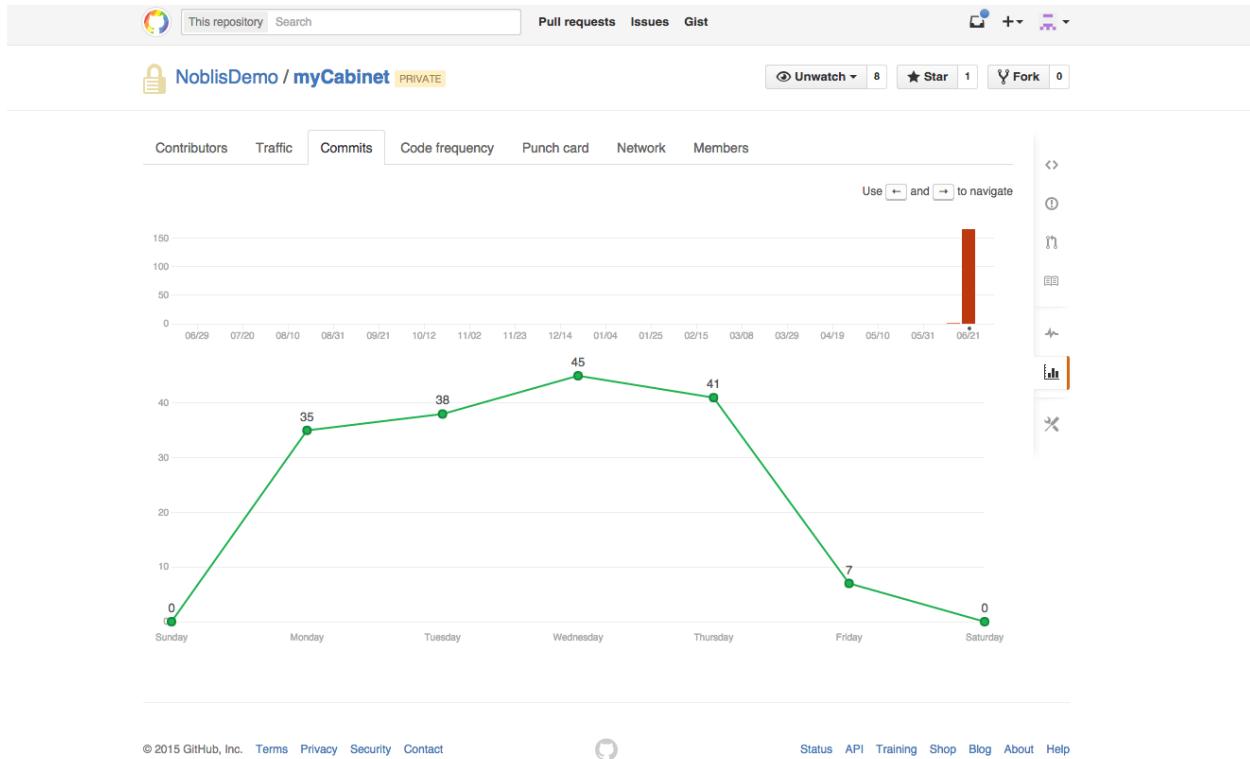 This repository Search Pull requests Issues Gist
NoblisDemo / myCabinet PRIVATE
Unwatch 8 Star 1 Fork 0
Contributors Traffic Commits Code frequency Punch card Network Members
Use ← and → to navigate
150
100
50
0
06/29 07/20 08/10 08/31 09/21 10/12 11/02 11/23 12/14 01/04 01/25 02/15 03/08 03/29 04/19 05/10 05/31 06/21
45
41
40
38
35
30
20
10
7
0 0
0
Sunday Monday Tuesday Wednesday Thursday Friday Saturday
© 2015 GitHub, Inc. Terms Privacy Security Contact Status API Training Shop Blog About Help